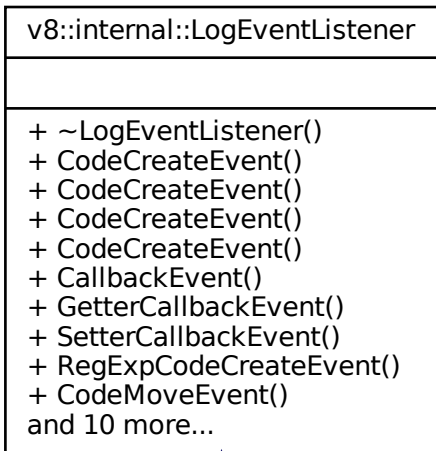 v8::internal::LogEventListener
+ ~LogEventListener()
+ CodeCreateEvent()
+ CodeCreateEvent()
+ CodeCreateEvent()
+ CodeCreateEvent()
+ CallbackEvent()
+ GetterCallbackEvent()
+ SetterCallbackEvent()
+ RegExpCodeCreateEvent()
+ CodeMoveEvent()
and 10 more...